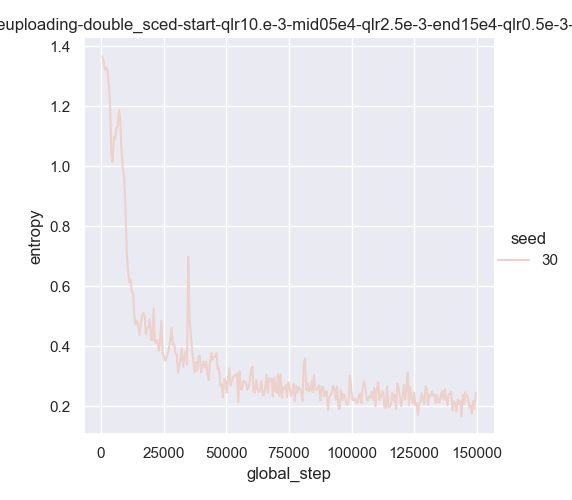 euploading-double_sced-start-qlr10.e-3-mid05e4-qlr2.5e-3-end15e4-qlr0.5e-3-
1.4
1.2
1.0
0.8
0.6
0.4
0.2
entropy
0 25000 50000 75000 100000 125000 150000
global_step
seed
30